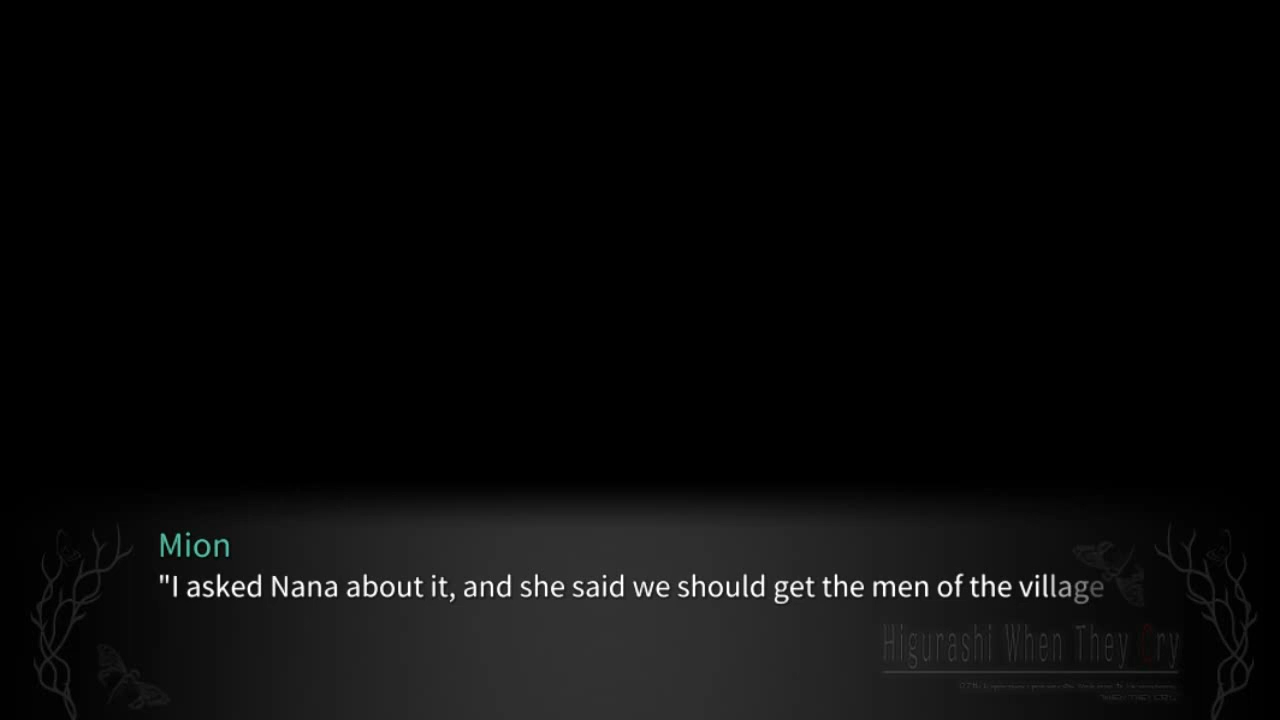 Mion
"I asked Nana about it, and she said we should get the men of the village
Higurashi When They Cry